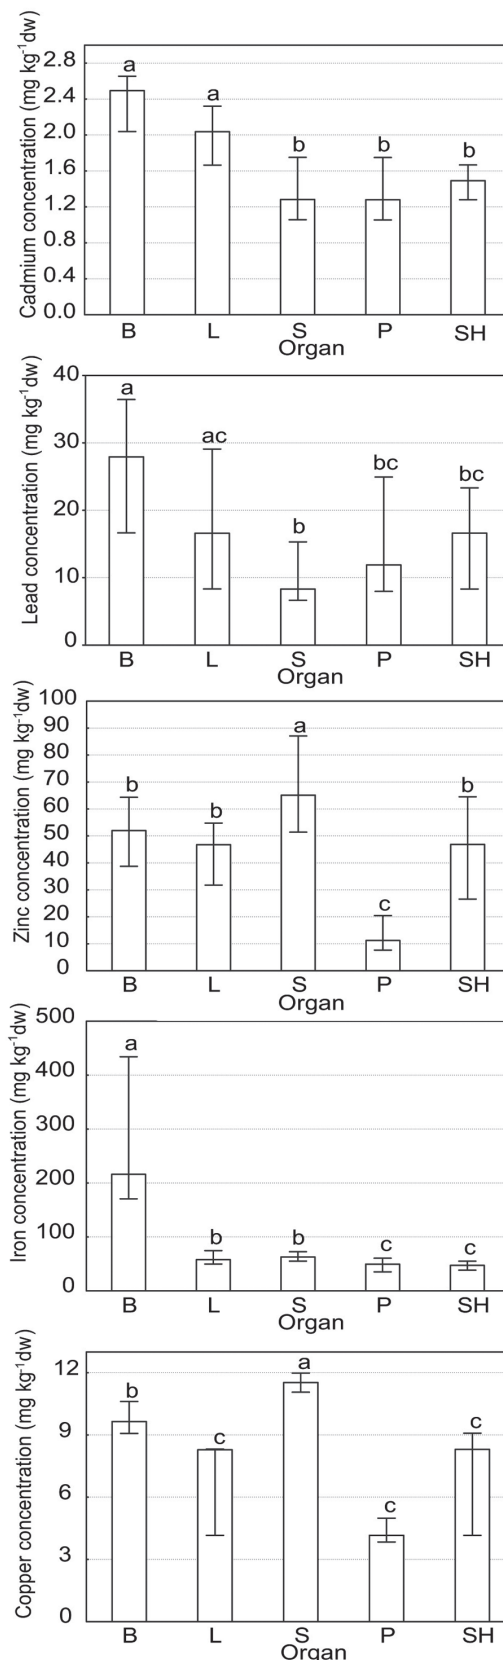 Cadmium concentration (mg kg⁻¹dw)
2.8
2.4
2.0
1.6
1.2
0.8
0.4
0.0
a
a
b
b
b
B L S P SH
Organ
Lead concentration (mg kg⁻¹dw)
40
30
20
10
0
a
ac
b
bc
bc
B L S P SH
Organ
Zinc concentration (mg kg⁻¹dw)
100
90
80
70
60
50
40
30
20
10
0
b
b
a
c
b
B L S P SH
Organ
Iron concentration (mg kg⁻¹dw)
500
400
300
200
100
0
a
b
b
c
c
B L S P SH
Organ
Copper concentration (mg kg⁻¹dw)
12
9
6
3
0
b
c
a
c
c
B L S P SH
Organ